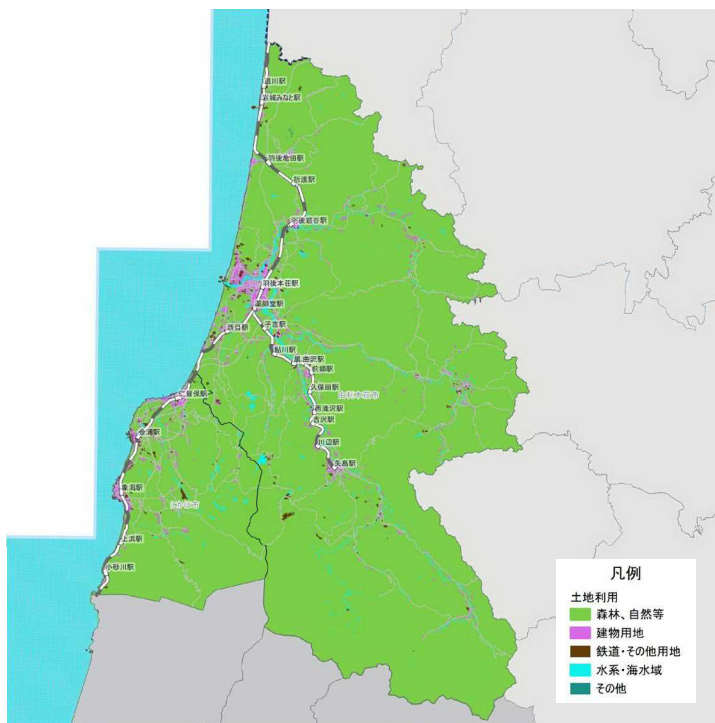 道川駅
岩城みなと駅
羽後亀田駅
折渡駅
羽後岩谷駅
羽後本荘駅
薬師堂駅
子吉駅
西目駅
鮎川駅
黒沢駅
曲沢駅
前郷駅
久保田駅
由利本荘市
仁賀保駅
西滝沢駅
吉沢駅
金浦駅
川辺駅
矢島駅
象潟駅
にかほ市
上浜駅
小砂川駅
凡例
土地利用
森林、自然等
建物用地
鉄道・その他用地
水系・海水域
その他